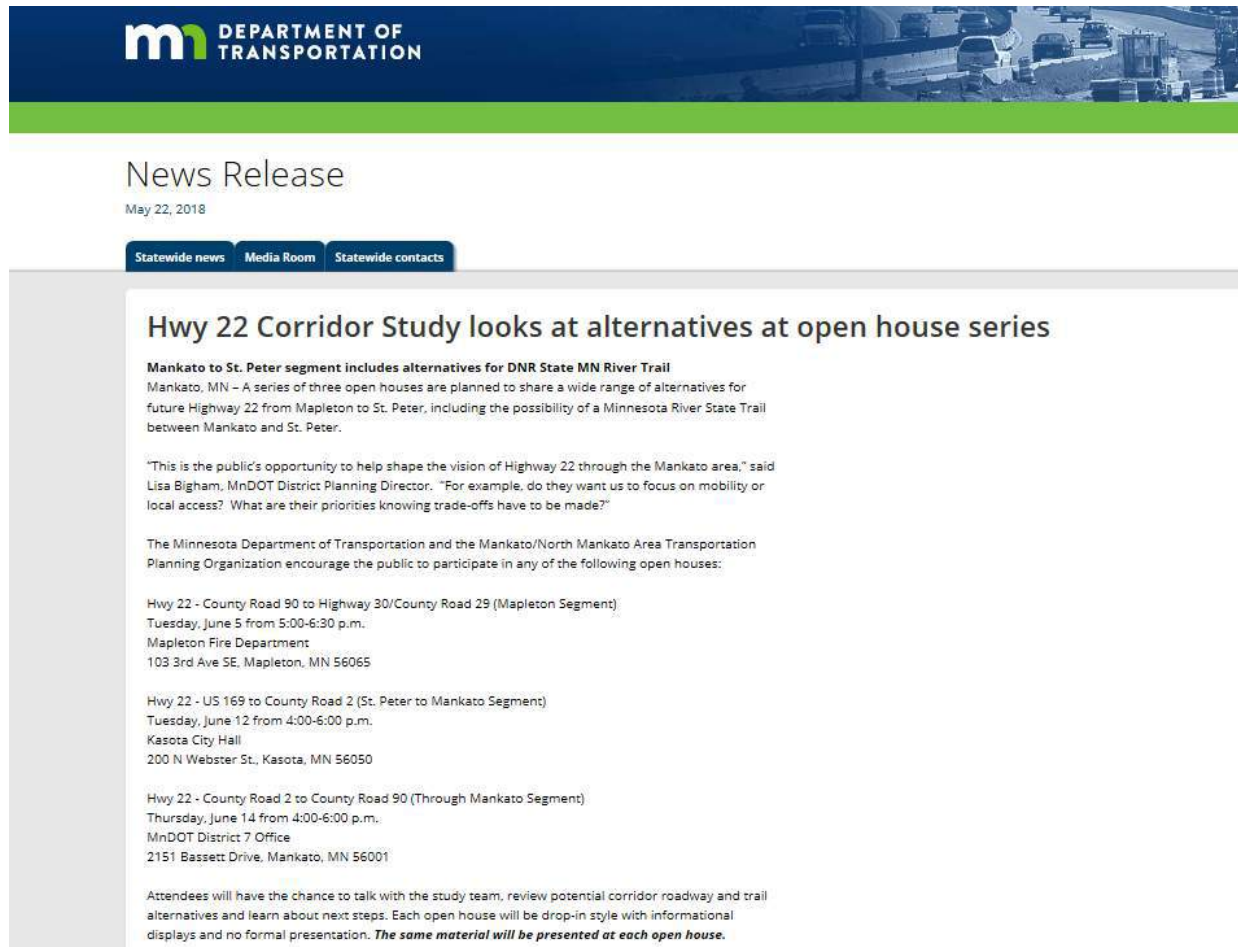 DEPARTMENT OF
TRANSPORTATION
News Release
May 22, 2018
Statewide news Media Room Statewide contacts
Hwy 22 Corridor Study looks at alternatives at open house series
Mankato to St. Peter segment includes alternatives for DNR State MN River Trail
Mankato, MN – A series of three open houses are planned to share a wide range of alternatives for
future Highway 22 from Mapleton to St. Peter, including the possibility of a Minnesota River State Trail
between Mankato and St. Peter.
"This is the public's opportunity to help shape the vision of Highway 22 through the Mankato area," said
Lisa Bigham, MnDOT District Planning Director. "For example, do they want us to focus on mobility or
local access? What are their priorities knowing trade-offs have to be made?"
The Minnesota Department of Transportation and the Mankato/North Mankato Area Transportation
Planning Organization encourage the public to participate in any of the following open houses:
Hwy 22 - County Road 90 to Highway 30/County Road 29 (Mapleton Segment)
Tuesday, June 5 from 5:00-6:30 p.m.
Mapleton Fire Department
103 3rd Ave SE, Mapleton, MN 56065
Hwy 22 - US 169 to County Road 2 (St. Peter to Mankato Segment)
Tuesday, June 12 from 4:00-6:00 p.m.
Kasota City Hall
200 N Webster St., Kasota, MN 56050
Hwy 22 - County Road 2 to County Road 90 (Through Mankato Segment)
Thursday, June 14 from 4:00-6:00 p.m.
MnDOT District 7 Office
2151 Bassett Drive, Mankato, MN 56001
Attendees will have the chance to talk with the study team, review potential corridor roadway and trail
alternatives and learn about next steps. Each open house will be drop-in style with informational
displays and no formal presentation. The same material will be presented at each open house.